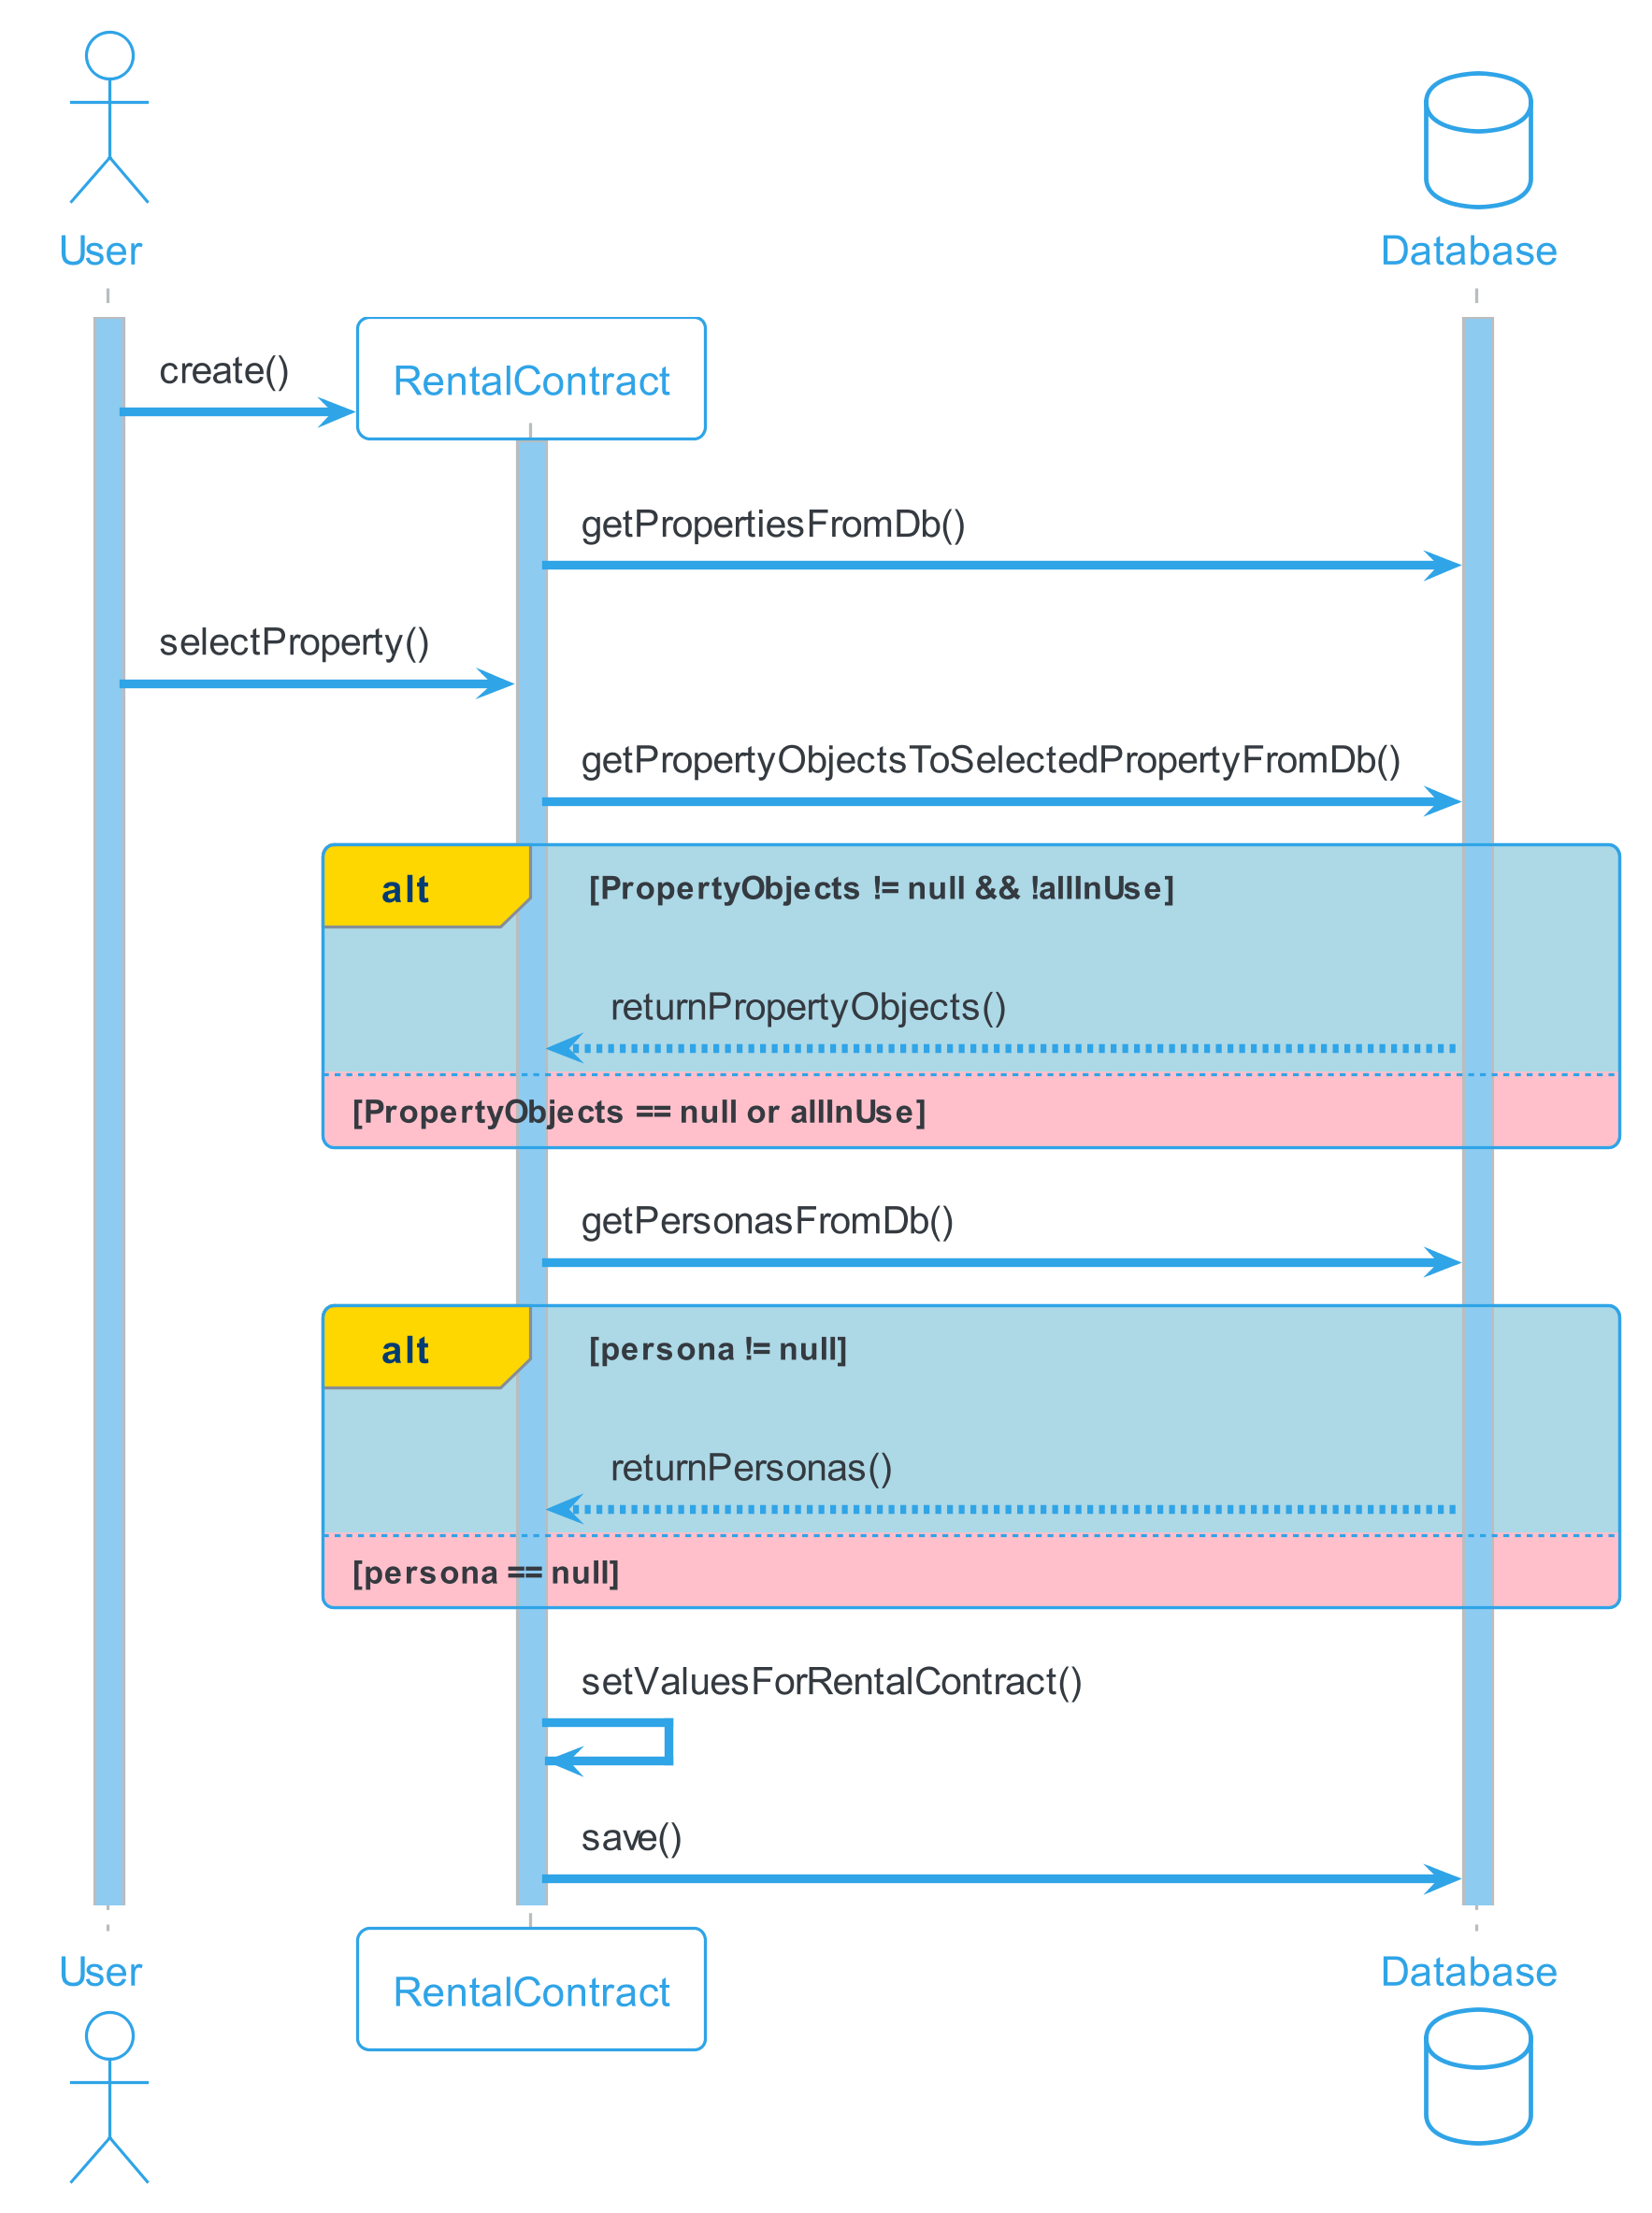 User
Database
create()
RentalContract
getPropertiesFromDb()
selectProperty()
getPropertyObjectsToSelectedPropertyFromDb()
alt [PropertyObjects != null && !allInUse]
returnPropertyObjects()
[PropertyObjects == null or allInUse]
getPersonasFromDb()
alt [persona != null]
returnPersonas()
[persona == null]
setValuesForRentalContract()
save()
User
RentalContract
Database